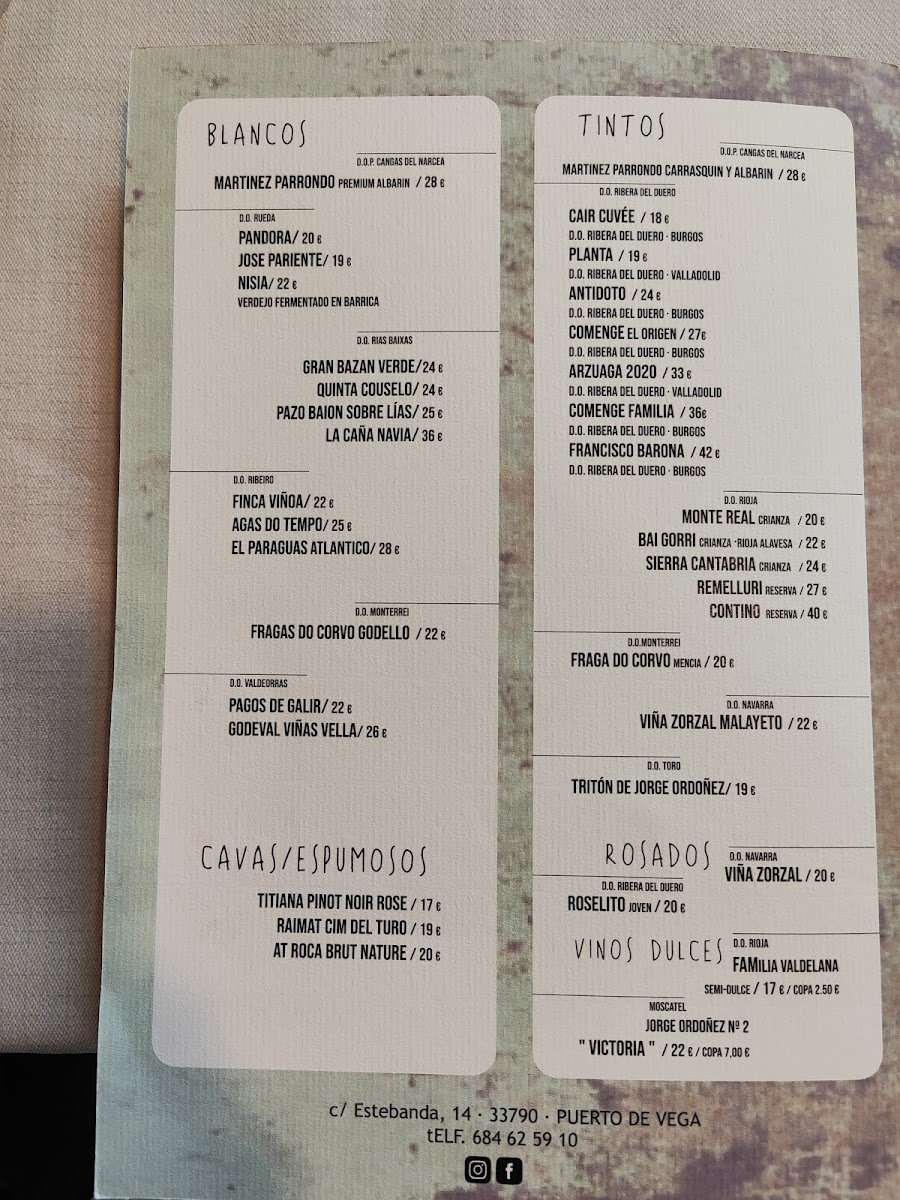 BLANCOS
D.O.P. CANGAS DEL NARCEA
MARTINEZ PARRONDO PREMIUM ALBARIN / 28 €
D.O. RUEDA
PANDORA/ 20 €
JOSE PARIENTE/ 19 €
NISIA/ 22 €
VERDEJO FERMENTADO EN BARRICA
D.O. RIAS BAIXAS
GRAN BAZAN VERDE/24 €
QUINTA COUSELO/ 24 €
PAZO BAION SOBRE LÍAS/ 25 €
LA CAÑA NAVIA/ 36 €
D.O. RIBEIRO
FINCA VIÑOA/ 22 €
AGAS DO TEMPO/ 25 €
EL PARAGUAS ATLANTICO/ 28 €
D.O. MONTERREI
FRAGAS DO CORVO GODELLO / 22 €
D.O. VALDEORRAS
PAGOS DE GALIR/ 22 €
GODEVAL VIÑAS VELLA/ 26 €
CAVAS/ESPUMOSOS
TITIANA PINOT NOIR ROSE / 17 €
RAIMAT CIM DEL TURO / 19 €
AT ROCA BRUT NATURE / 20 €
TINTOS
D.O.P. CANGAS DEL NARCEA
MARTINEZ PARRONDO CARRASQUIN Y ALBARIN / 28 €
D.O. RIBERA DEL DUERO
CAIR CUVÉE / 18 €
D.O. RIBERA DEL DUERO · BURGOS
PLANTA / 19 €
D.O. RIBERA DEL DUERO · VALLADOLID
ANTIDOTO / 24 €
D.O. RIBERA DEL DUERO · BURGOS
COMENGE EL ORIGEN / 27€
D.O. RIBERA DEL DUERO · BURGOS
ARZUAGA 2020 / 33 €
D.O. RIBERA DEL DUERO · VALLADOLID
COMENGE FAMILIA / 36€
D.O. RIBERA DEL DUERO · BURGOS
FRANCISCO BARONA / 42 €
D.O. RIBERA DEL DUERO · BURGOS
D.O. RIOJA
MONTE REAL CRIANZA / 20 €
BAI GORRI CRIANZA ·RIOJA ALAVESA / 22 €
SIERRA CANTABRIA CRIANZA / 24 €
REMELLURI RESERVA / 27 €
CONTINO RESERVA / 40 €
D.O.MONTERREI
FRAGA DO CORVO MENCIA / 20 €
D.O. NAVARRA
VIÑA ZORZAL MALAYETO / 22 €
D.O. TORO
TRITÓN DE JORGE ORDOÑEZ/ 19 €
ROSADOS
D.O. NAVARRA
VIÑA ZORZAL / 20 €
D.O. RIBERA DEL DUERO
ROSELITO JOVEN / 20 €
VINOS DULCES
D.O. RIOJA
FAMILIA VALDELANA
SEMI-DULCE / 17 € / COPA 2.50 €
MOSCATEL
JORGE ORDOÑEZ Nº 2
" VICTORIA " / 22 € / COPA 7,00 €
c/ Estebanda, 14 · 33790 · PUERTO DE VEGA
tELF. 684 62 59 10